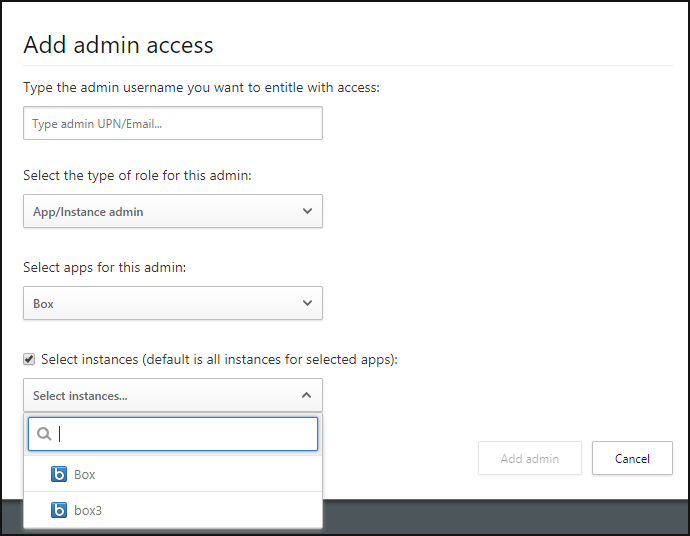 Add admin access
Type the admin username you want to entitle with access:
Type admin UPN/Email...
Select the type of role for this admin:
App/Instance admin
Select apps for this admin:
Box
Select instances (default is all instances for selected apps):
Select instances...
Box
box3
Add admin
Cancel